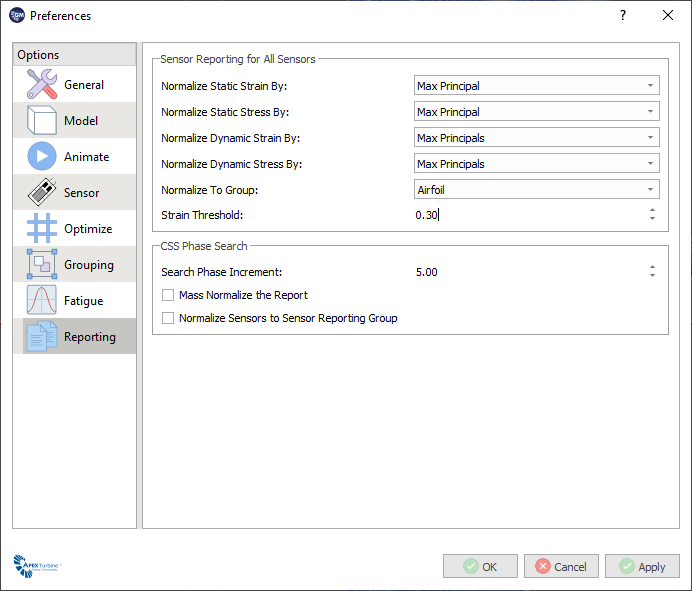 Preferences
?
Options
General
Model
Animate
Sensor
Optimize
Grouping
Fatigue
Reporting
Sensor Reporting for All Sensors
Normalize Static Strain By: Max Principal
Normalize Static Stress By: Max Principal
Normalize Dynamic Strain By: Max Principals
Normalize Dynamic Stress By: Max Principals
Normalize To Group: Airfoil
Strain Threshold: 0.30
CSS Phase Search
Search Phase Increment: 5.00
Mass Normalize the Report
Normalize Sensors to Sensor Reporting Group
APEX Turbine
OK Cancel Apply